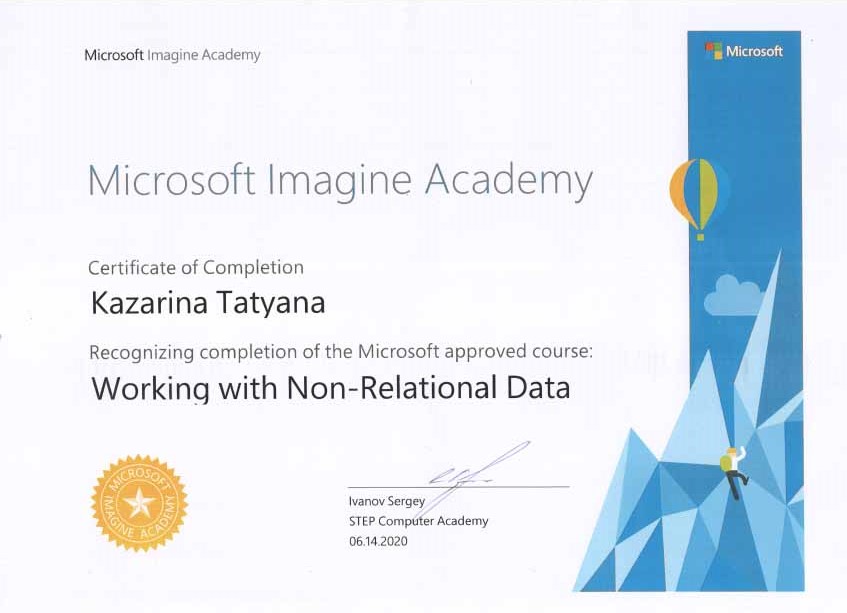 Microsoft Imagine Academy
Microsoft
Microsoft Imagine Academy
Certificate of Completion
Kazarina Tatyana
Recognizing completion of the Microsoft approved course:
Working with Non-Relational Data
MICROSOFT
IMAGINE ACADEMY
Ivanov Sergey
STEP Computer Academy
06.14.2020